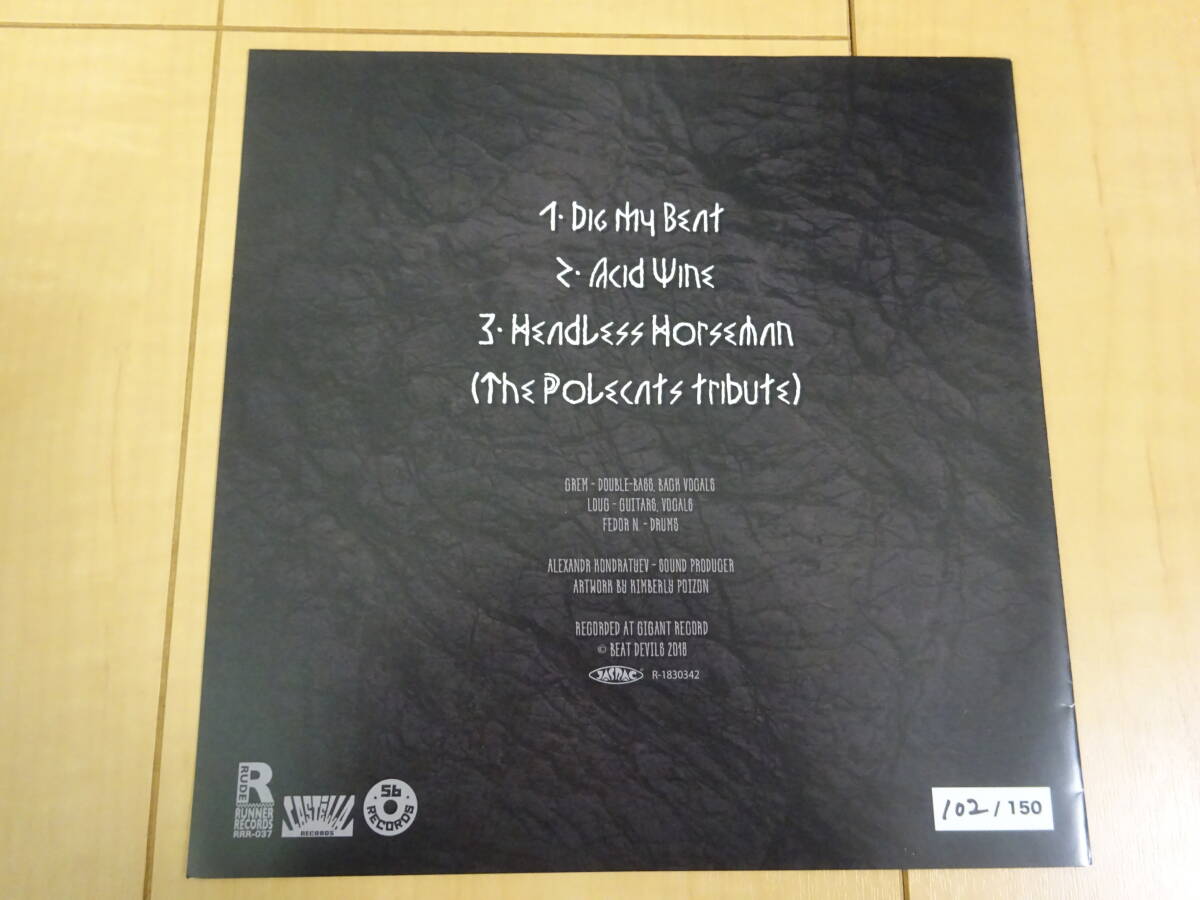 1. Dig My Beat
2. Acid Wine
3. Headless Horseman
(The Polecats tribute)
GREM - DOUBLE-BASS, BACK VOCALS
LOUG - GUITARS, VOCALS
FEDOR N. - DRUMS
ALEXANDR KONDRATYEV - SOUND PRODUCER
ARTWORK BY KIMBERLY POIZON
RECORDED AT GIGANT RECORD
© BEAT DEVILS 2018
JASRAC R-1830342
R RUDE
RUNNER
RECORDS
RRR-037
CASTELLU
RECORDS
56
RECORDS
102/150